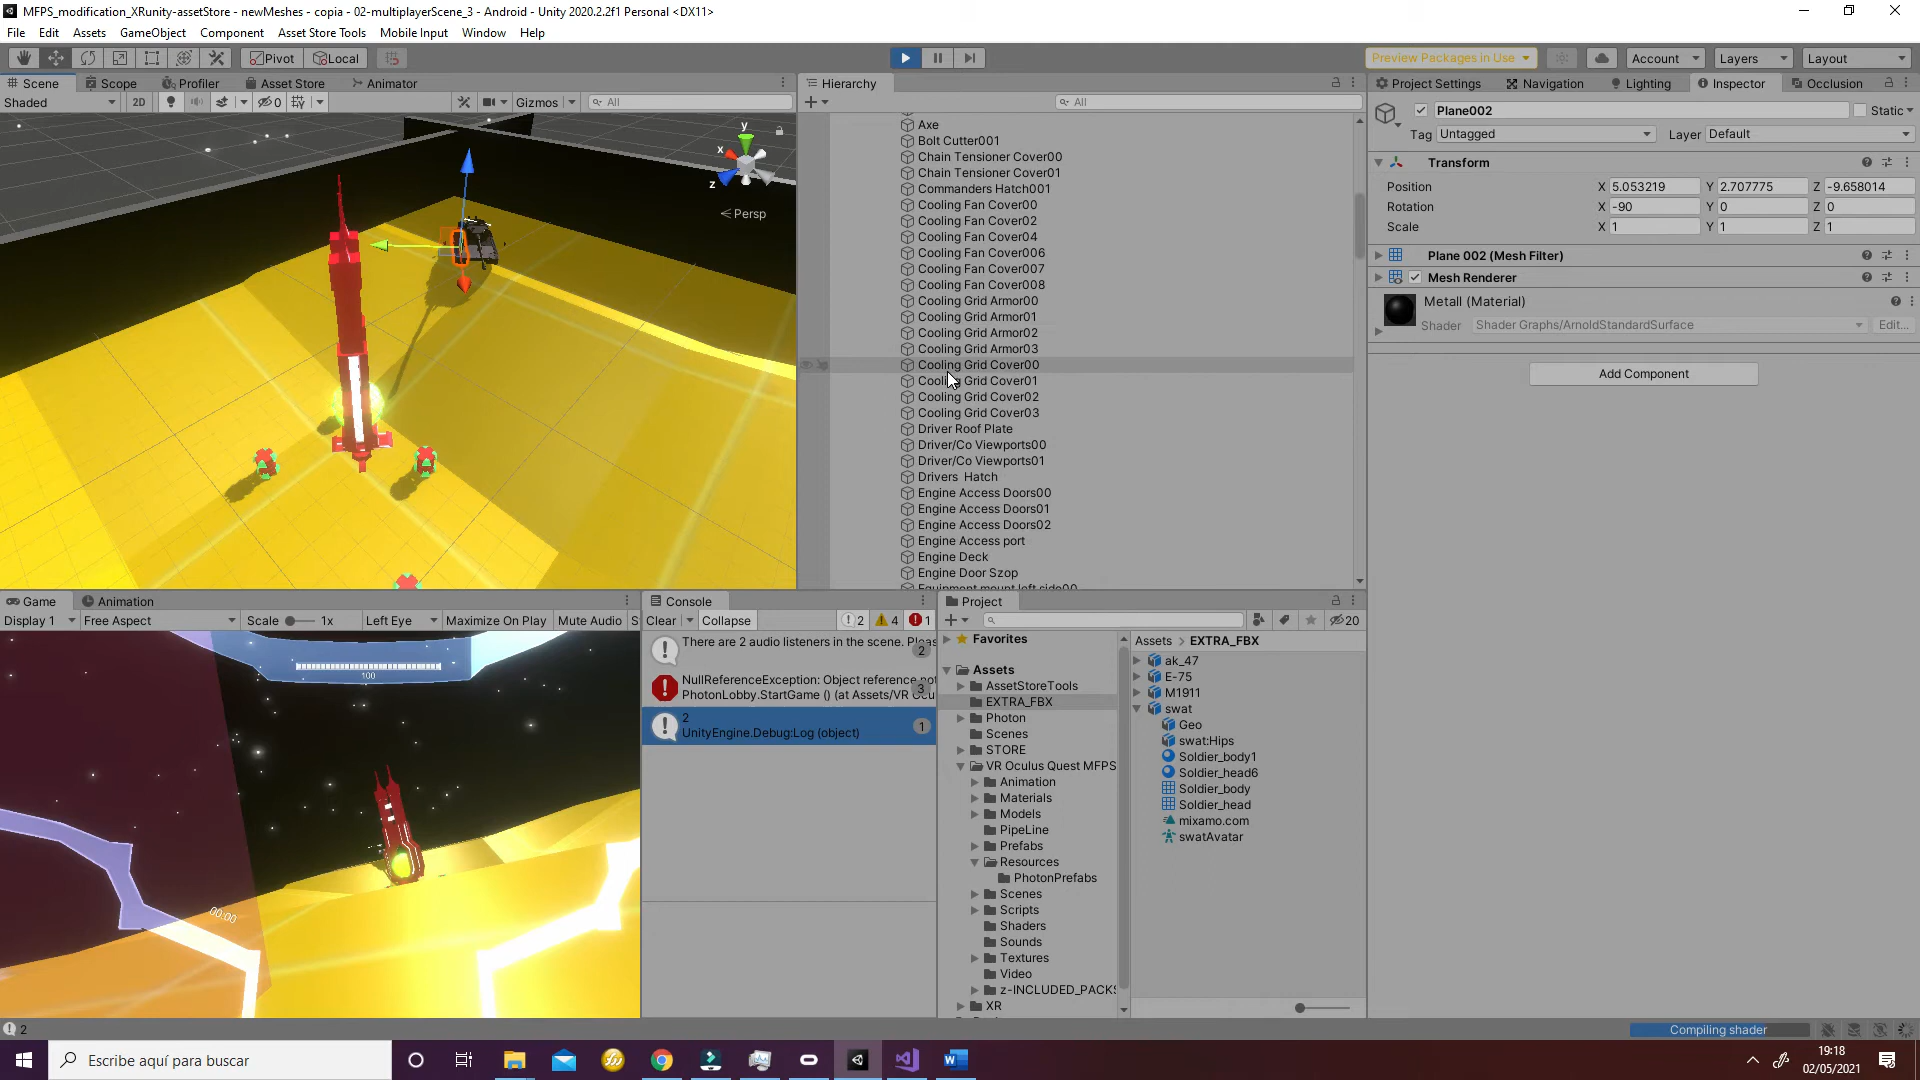 MFPS_modification_XRunity-assetStore - newMeshes - copia - 02-multiplayerScene_3 - Android - Unity 2020.2.2f1 Personal <DX11>
File Edit Assets GameObject Component Asset Store Tools Mobile Input Window Help
Pivot Local Preview Packages in Use Account Layers Layout
Scene Scope Profiler Asset Store Animator
Shaded 2D 0 Gizmos All
y
x
z
Persp
Hierarchy
All
Axe
Bolt Cutter001
Chain Tensioner Cover00
Chain Tensioner Cover01
Commanders Hatch001
Cooling Fan Cover00
Cooling Fan Cover02
Cooling Fan Cover04
Cooling Fan Cover006
Cooling Fan Cover007
Cooling Fan Cover008
Cooling Grid Armor00
Cooling Grid Armor01
Cooling Grid Armor02
Cooling Grid Armor03
Cooling Grid Cover00
Cooling Grid Cover01
Cooling Grid Cover02
Cooling Grid Cover03
Driver Roof Plate
Driver/Co Viewports00
Driver/Co Viewports01
Drivers Hatch
Engine Access Doors00
Engine Access Doors01
Engine Access Doors02
Engine Access port
Engine Deck
Engine Door Szop
Equipment mount left side00
Project Settings Navigation Lighting Inspector Occlusion
Plane002 Static
Tag Untagged Layer Default
Transform
Position X 5.053219 Y 2.707775 Z -9.658014
Rotation X -90 Y 0 Z 0
Scale X 1 Y 1 Z 1
Plane 002 (Mesh Filter)
Mesh Renderer
Metall (Material)
Shader Shader Graphs/ArnoldStandardSurface Edit...
Add Component
Game Animation
Display 1 Free Aspect Scale 1x Left Eye Maximize On Play Mute Audio S
100
00:00
Console
Clear Collapse 2 4 1
There are 2 audio listeners in the scene. Pleas 2
NullReferenceException: Object reference not
PhotonLobby.StartGame () (at Assets/VR Ocu 3
2
UnityEngine.Debug:Log (object) 1
Project
20
Favorites
Assets
AssetStoreTools
EXTRA_FBX
Photon
Scenes
STORE
VR Oculus Quest MFPS
Animation
Materials
Models
PipeLine
Prefabs
Resources
PhotonPrefabs
Scenes
Scripts
Shaders
Sounds
Textures
Video
z-INCLUDED_PACKS
XR
Assets > EXTRA_FBX
ak_47
E-75
M1911
swat
Geo
swat:Hips
Soldier_body1
Soldier_head6
Soldier_body
Soldier_head
mixamo.com
swatAvatar
2 Compiling shader
Escribe aquí para buscar
19:18
02/05/2021